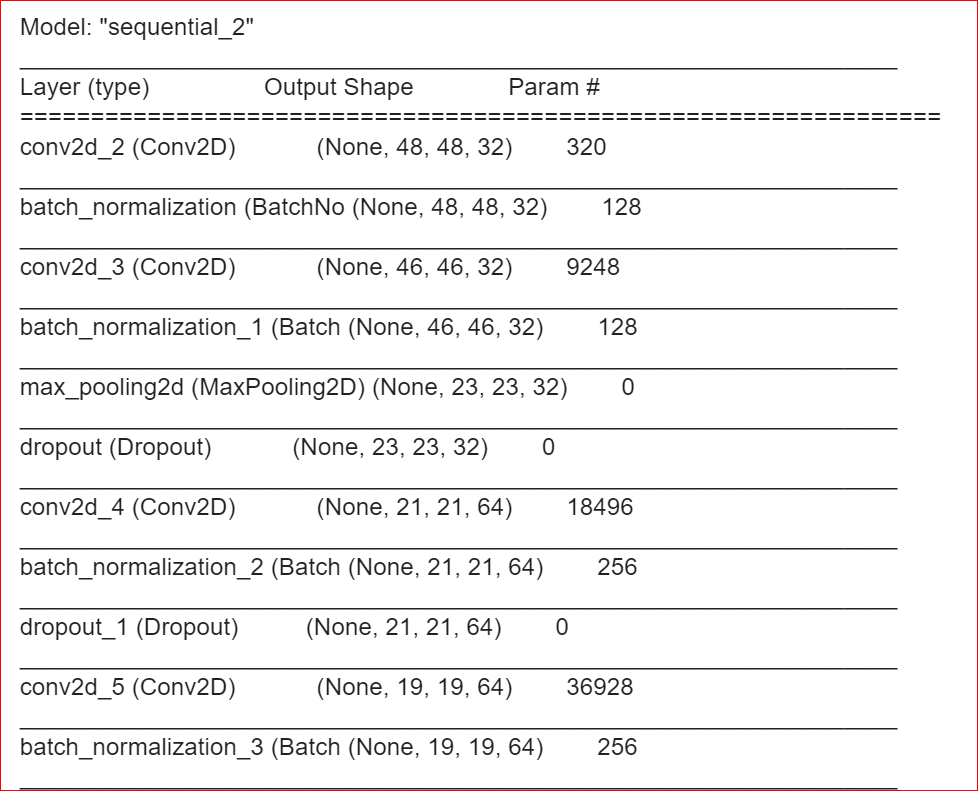 Model: "sequential_2"
_________________________________________________________________
Layer (type)                 Output Shape              Param #
=================================================================
conv2d_2 (Conv2D)            (None, 48, 48, 32)        320
_________________________________________________________________
batch_normalization (BatchNo (None, 48, 48, 32)        128
_________________________________________________________________
conv2d_3 (Conv2D)            (None, 46, 46, 32)        9248
_________________________________________________________________
batch_normalization_1 (Batch (None, 46, 46, 32)        128
_________________________________________________________________
max_pooling2d (MaxPooling2D) (None, 23, 23, 32)        0
_________________________________________________________________
dropout (Dropout)            (None, 23, 23, 32)        0
_________________________________________________________________
conv2d_4 (Conv2D)            (None, 21, 21, 64)        18496
_________________________________________________________________
batch_normalization_2 (Batch (None, 21, 21, 64)        256
_________________________________________________________________
dropout_1 (Dropout)          (None, 21, 21, 64)        0
_________________________________________________________________
conv2d_5 (Conv2D)            (None, 19, 19, 64)        36928
_________________________________________________________________
batch_normalization_3 (Batch (None, 19, 19, 64)        256
_________________________________________________________________